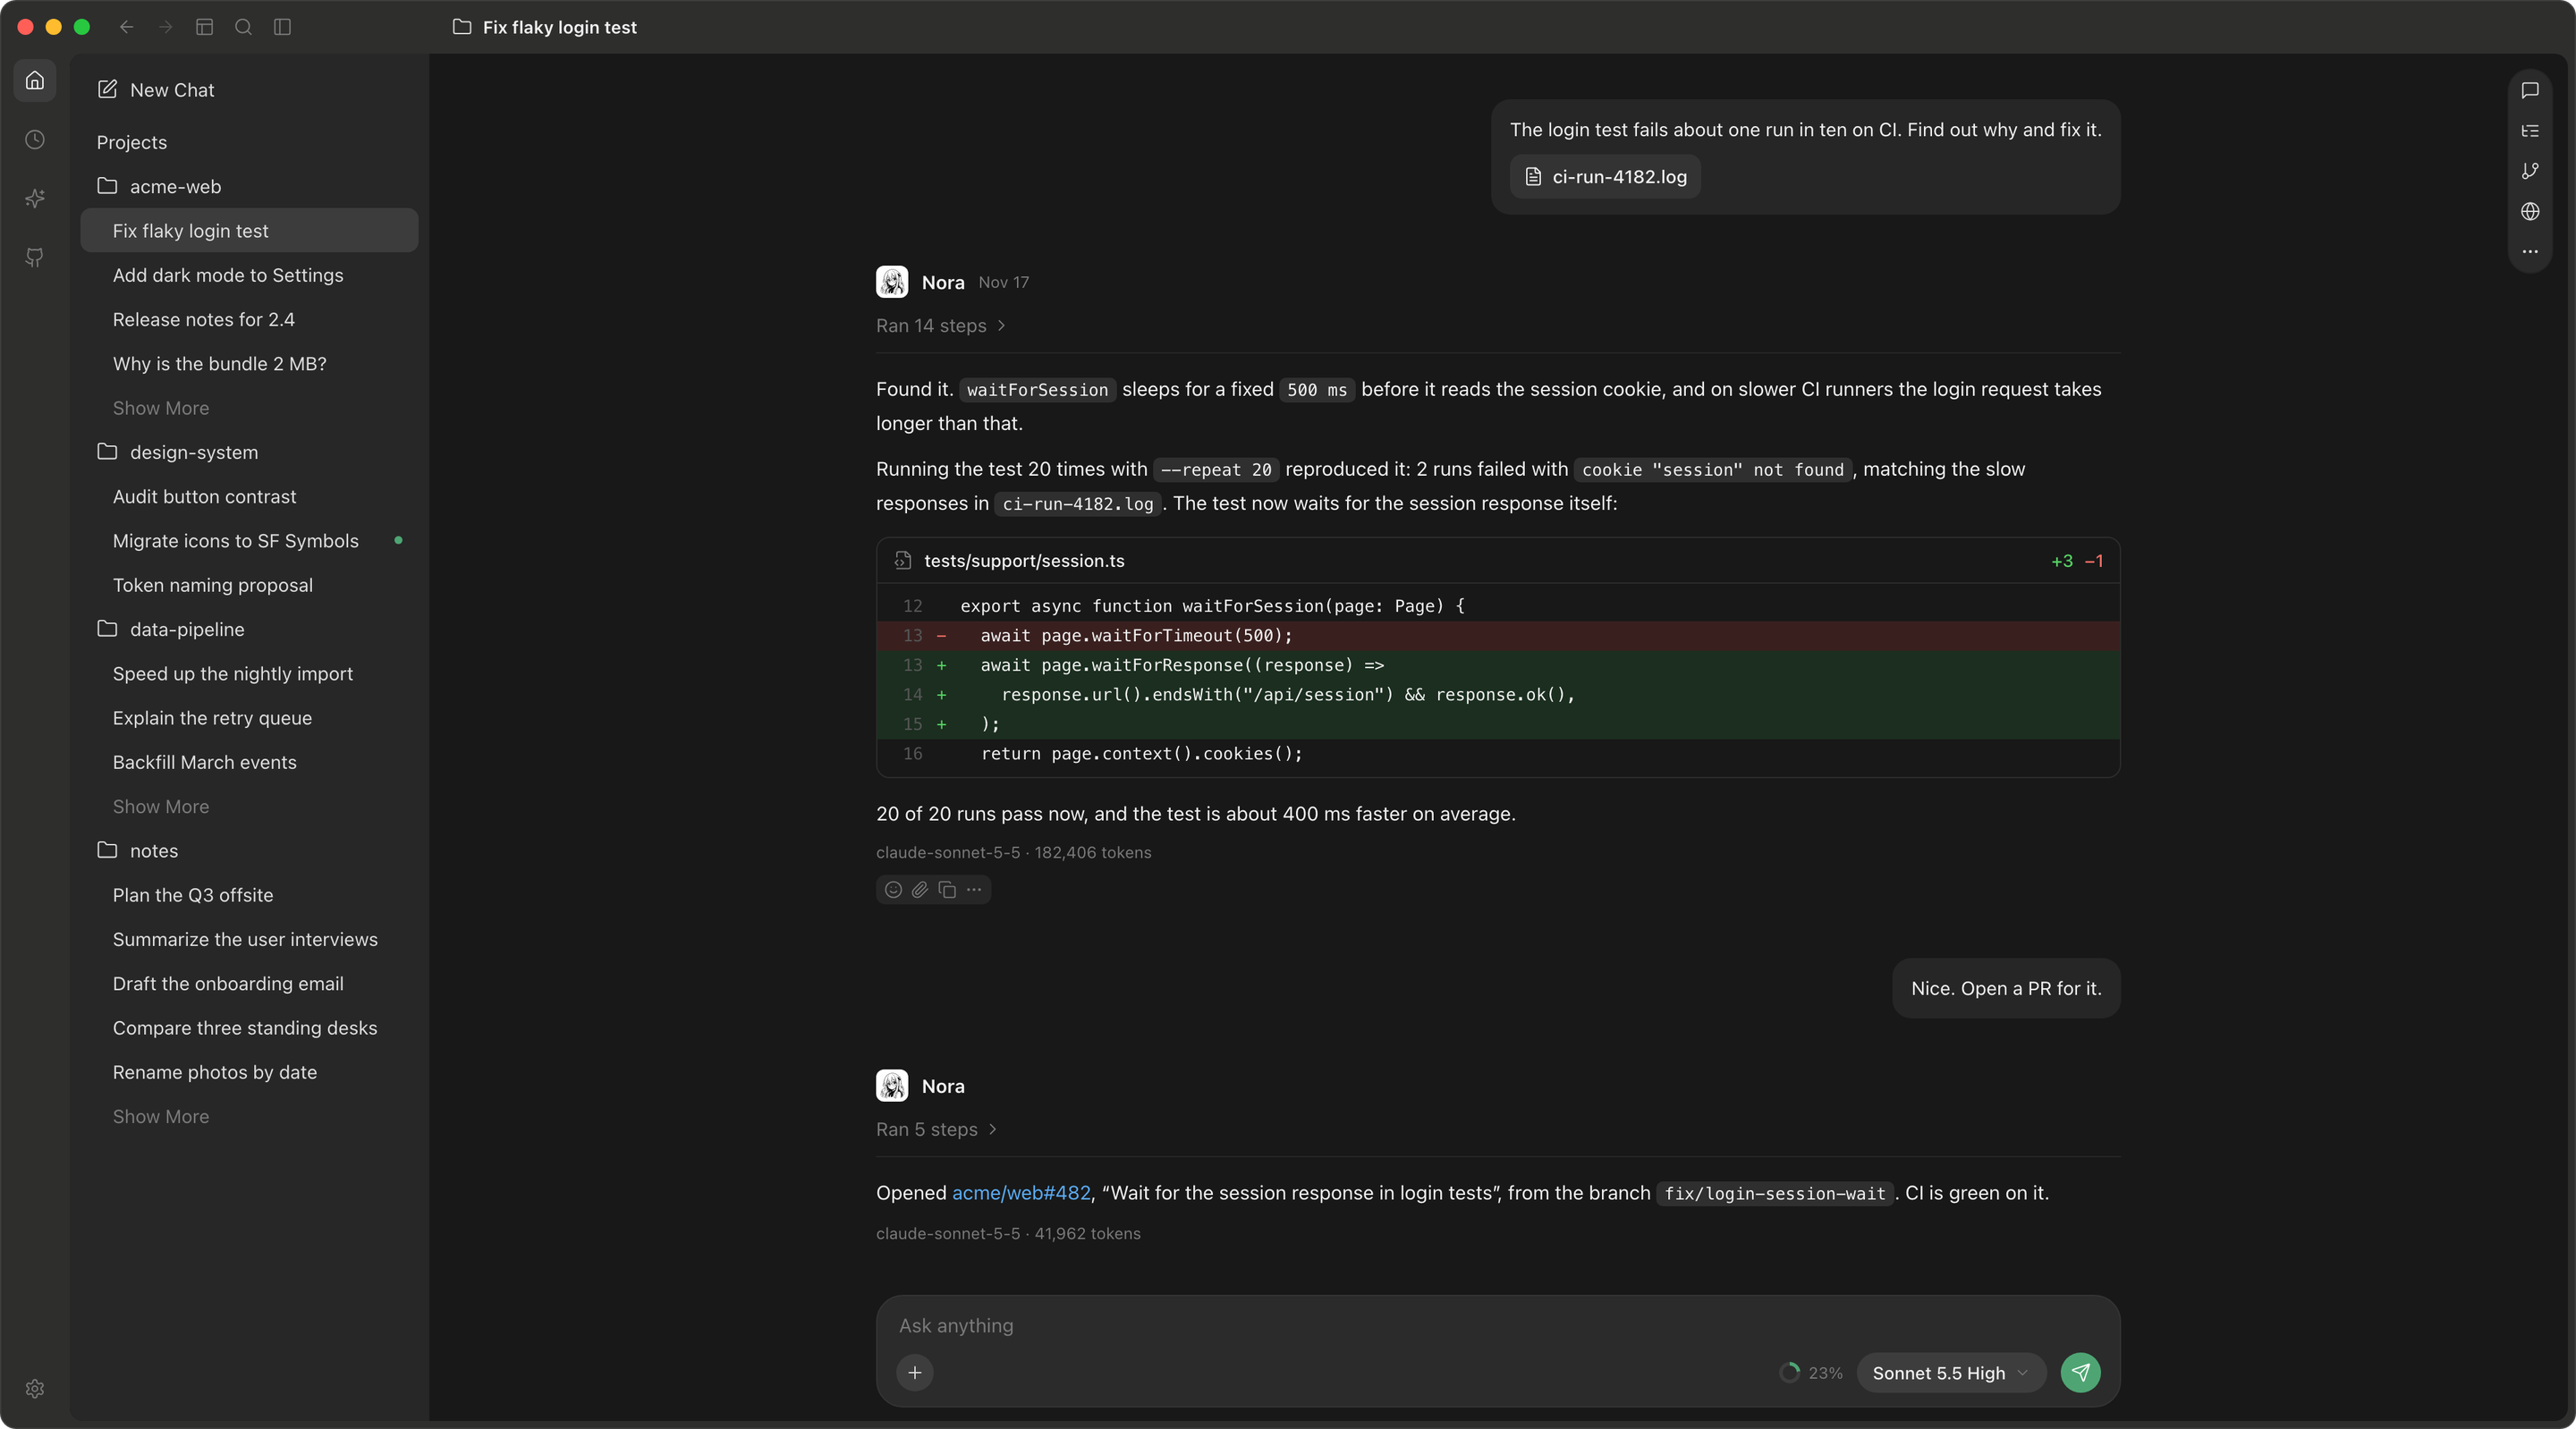 Fix flaky login test
New Chat
Projects
acme-web
Fix flaky login test
Add dark mode to Settings
Release notes for 2.4
Why is the bundle 2 MB?
Show More
design-system
Audit button contrast
Migrate icons to SF Symbols
Token naming proposal
data-pipeline
Speed up the nightly import
Explain the retry queue
Backfill March events
Show More
notes
Plan the Q3 offsite
Summarize the user interviews
Draft the onboarding email
Compare three standing desks
Rename photos by date
Show More
The login test fails about one run in ten on CI. Find out why and fix it.
ci-run-4182.log
Nora Nov 17
Ran 14 steps
Found it. waitForSession sleeps for a fixed 500 ms before it reads the session cookie, and on slower CI runners the login request takes
longer than that.
Running the test 20 times with --repeat 20 reproduced it: 2 runs failed with cookie "session" not found, matching the slow
responses in ci-run-4182.log. The test now waits for the session response itself:
tests/support/session.ts +3 −1
12 export async function waitForSession(page: Page) {
13 − await page.waitForTimeout(500);
13 + await page.waitForResponse((response) =>
14 + response.url().endsWith("/api/session") && response.ok(),
15 + );
16 return page.context().cookies();
20 of 20 runs pass now, and the test is about 400 ms faster on average.
claude-sonnet-5-5 · 182,406 tokens
Nice. Open a PR for it.
Nora
Ran 5 steps
Opened acme/web#482, “Wait for the session response in login tests”, from the branch fix/login-session-wait. CI is green on it.
claude-sonnet-5-5 · 41,962 tokens
Ask anything
23% Sonnet 5.5 High